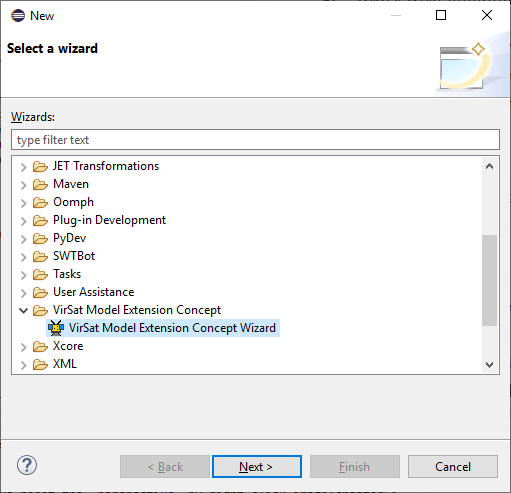 New
Select a wizard
Wizards:
type filter text
JET Transformations
Maven
Oomph
Plug-in Development
PyDev
SWTBot
Tasks
User Assistance
VirSat Model Extension Concept
VirSat Model Extension Concept Wizard
Xcore
XML
?
< Back
Next >
Finish
Cancel